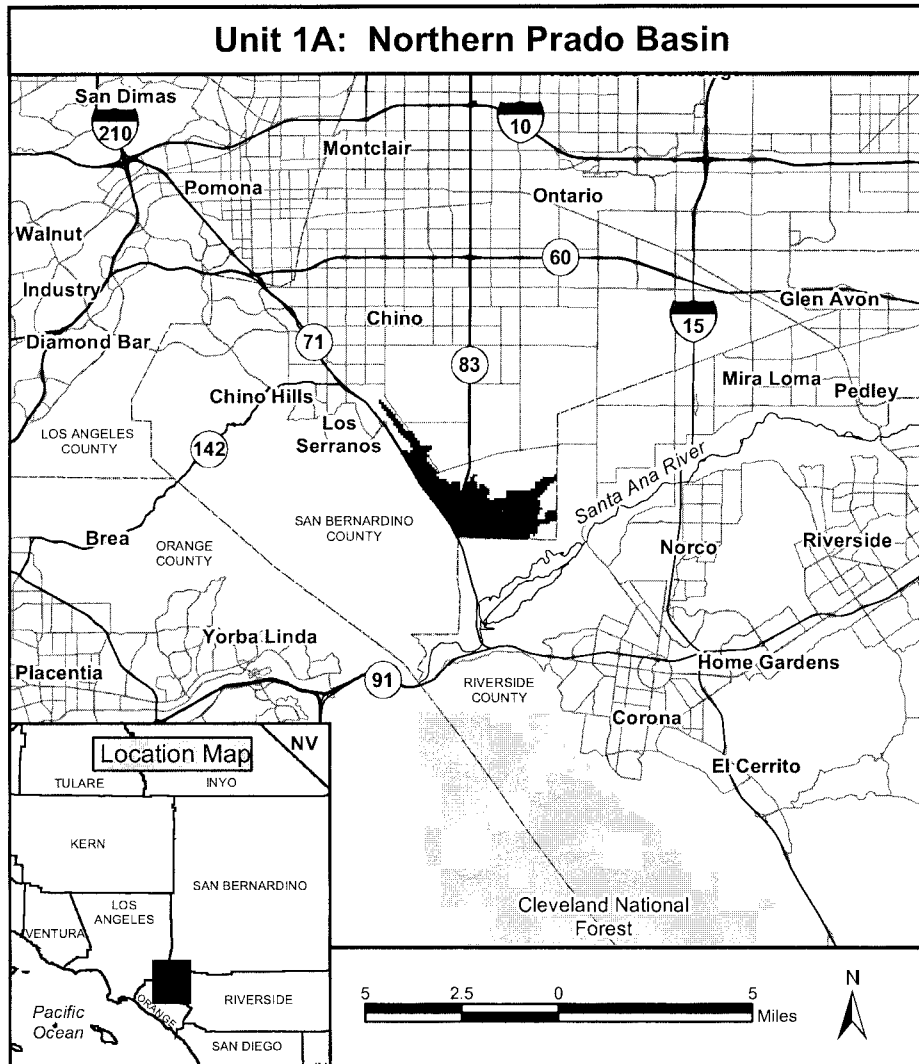 Unit 1A: Northern Prado Basin
San Dimas
210
10
Montclair
Pomona
Ontario
Walnut
60
Industry
Glen Avon
Chino
15
Diamond Bar
71
83
Mira Loma
Pedley
Chino Hills
Los
Serranos
LOS ANGELES
COUNTY
142
Santa Ana River
SAN BERNARDINO
COUNTY
Brea
ORANGE
COUNTY
Norco
Riverside
Yorba Linda
Placentia
91
Home Gardens
RIVERSIDE
COUNTY
Corona
El Cerrito
Cleveland National
Forest
Location Map
NV
TULARE
INYO
KERN
SAN BERNARDINO
LOS
ANGELES
VENTURA
ORANGE
RIVERSIDE
Pacific
Ocean
SAN DIEGO
5 2.5 0 5
Miles
N